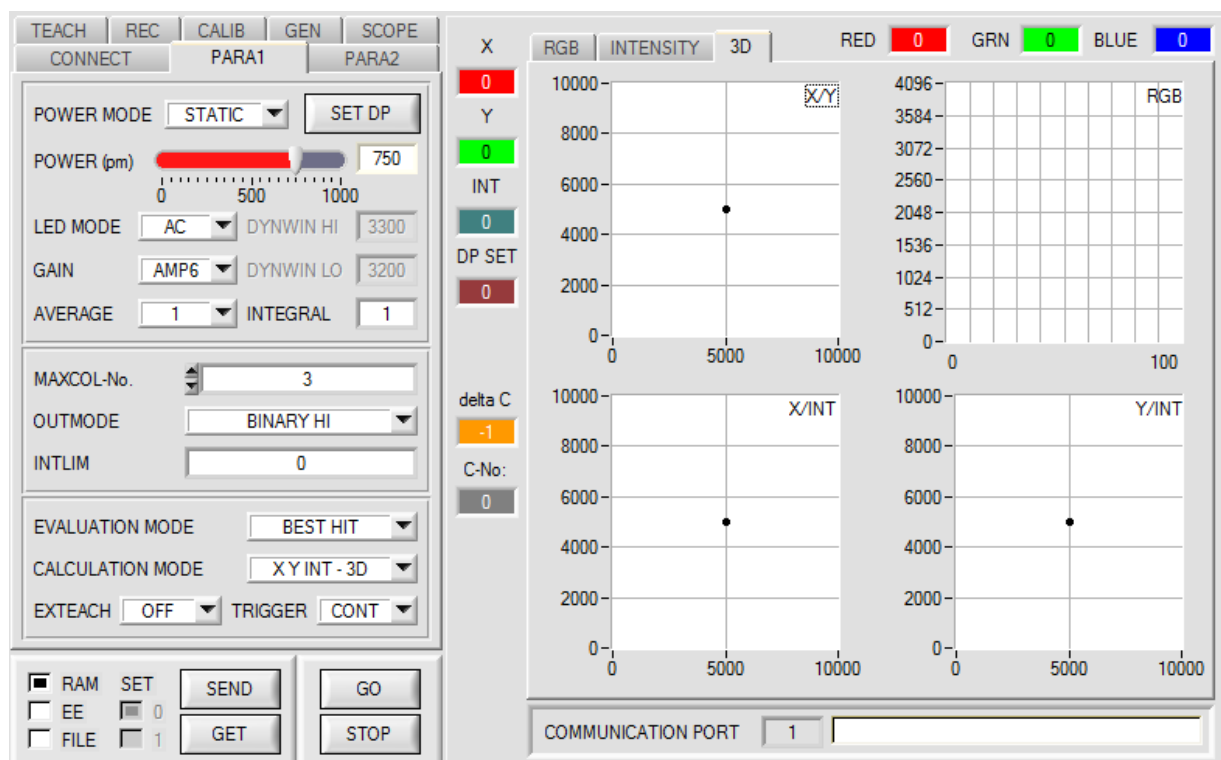 TEACH REC CALIB GEN SCOPE
CONNECT PARA1 PARA2
POWER MODE STATIC SET DP
POWER (pm) 750
0 500 1000
LED MODE AC DYNWIN HI 3300
GAIN AMP6 DYNWIN LO 3200
AVERAGE 1 INTEGRAL 1
MAXCOL-No. 3
OUTMODE BINARY HI
INTLIM 0
EVALUATION MODE BEST HIT
CALCULATION MODE X Y INT - 3D
EXTEACH OFF TRIGGER CONT
RAM SET SEND GO
EE 0
FILE 1 GET STOP
X
0
Y
0
INT
0
DP SET
0
delta C
-1
C-No:
0
RGB INTENSITY 3D RED 0 GRN 0 BLUE 0
X/Y
10000
8000
6000
4000
2000
0
0 5000 10000
RGB
4096
3584
3072
2560
2048
1536
1024
512
0
0 100
X/INT
10000
8000
6000
4000
2000
0
0 5000 10000
Y/INT
10000
8000
6000
4000
2000
0
0 5000 10000
COMMUNICATION PORT 1